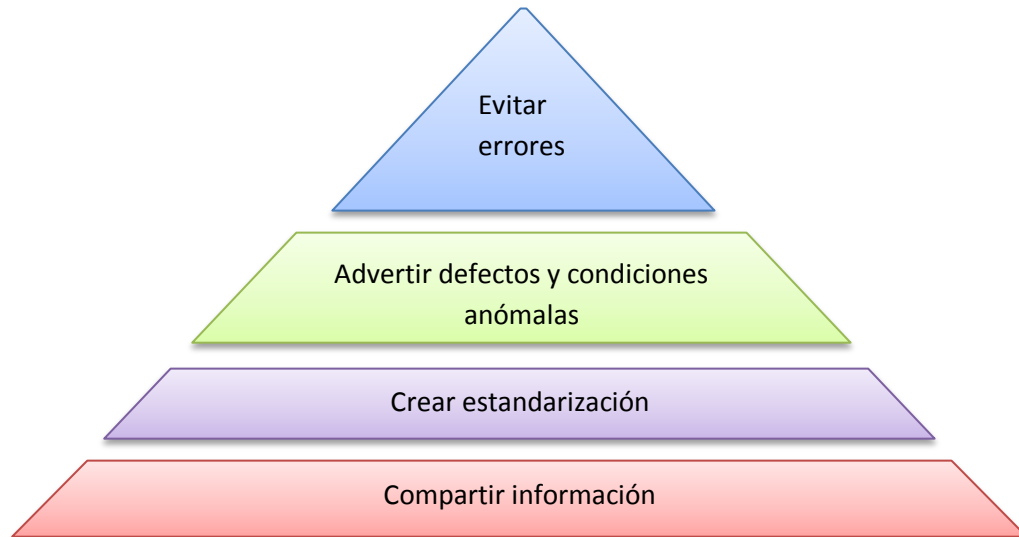 Evitar
errores
Advertir defectos y condiciones
anómalas
Crear estandarización
Compartir información